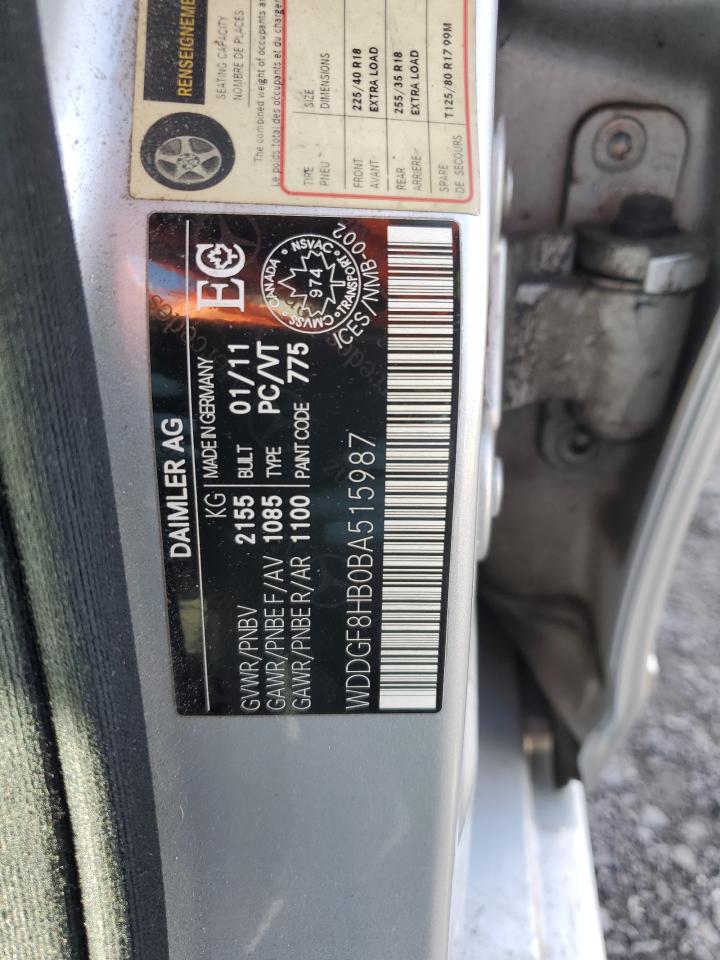 RENSEIGNEME
SEATING CAPACITY
NOMBRE DE PLACES
The combined weight of occupants a
Le poids total des occupants et du charge
TIRE SIZE
PNEU DIMENSIONS
FRONT 225/40 R18
AVANT EXTRA LOAD
REAR 255/35 R18
ARRIERE EXTRA LOAD
SPARE T125/80 R17 99M
DE SECOURS
DAIMLER AG
KG MADE IN GERMANY
GVWR/PNBV 2155 BUILT 01/11
GAWR/PNBE F/AV 1085 TYPE PC/VT
GAWR/PNBE R/AR 1100 PAINT CODE 775
EC
CANADA NSVAC
974
CMVSS TRANSPORT
ICES/NMB-002
WDDGF8HB0BA515987